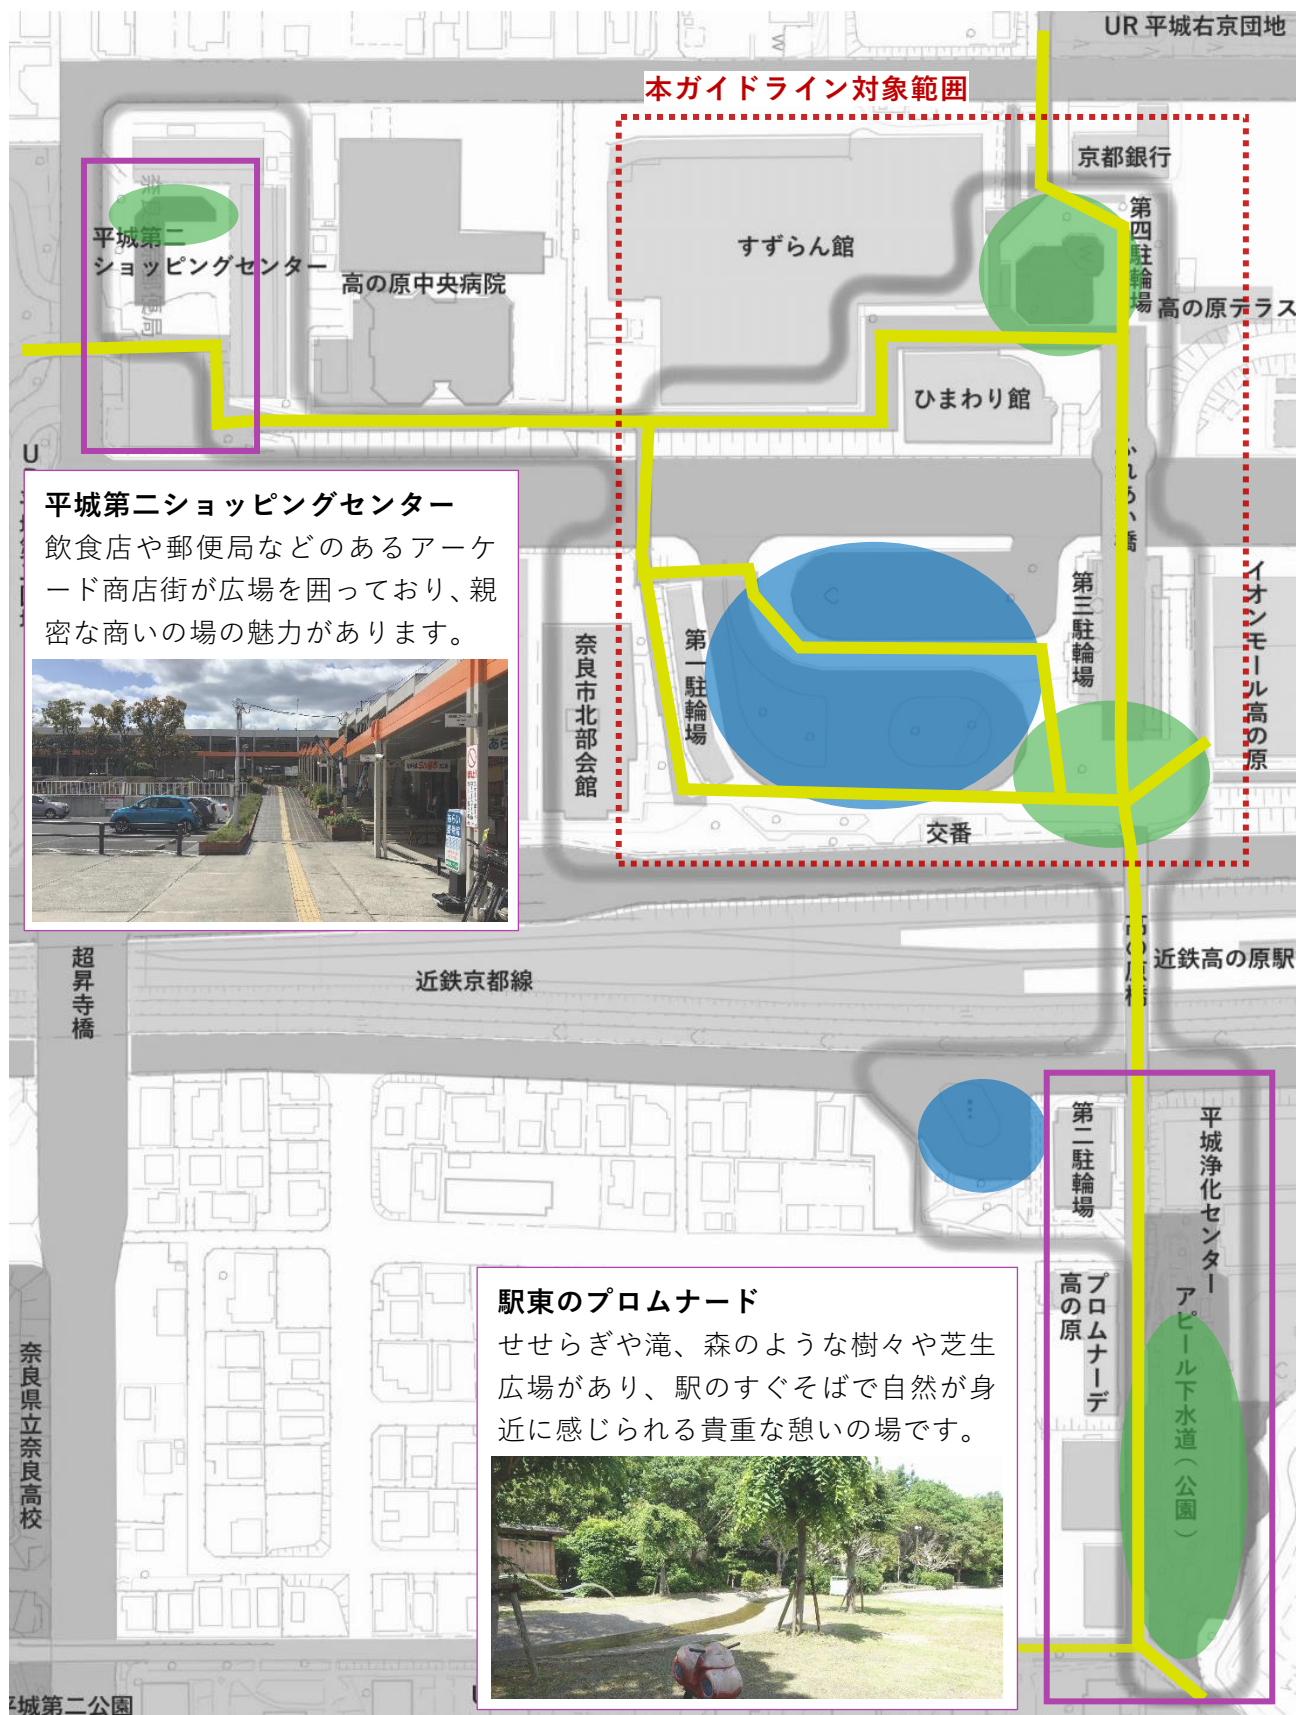 UR 平城右京団地
本ガイドライン対象範囲
京都銀行
第四駐輪場
すずらん館
平城第二
ショッピングセンター
高の原中央病院
高の原テラス
ひまわり館
ふれあい橋
平城第二ショッピングセンター
飲食店や郵便局などのあるアーケ
ード商店街が広場を囲っており、親
密な商いの場の魅力があります。
奈良市北部会館
第一駐輪場
第三駐輪場
イオンモール高の原
交番
超昇寺橋
近鉄京都線
高の原橋
近鉄高の原駅
第二駐輪場
平城浄化センター
プロムナーデ
高の原
アピール下水道（公園）
駅東のプロムナード
せせらぎや滝、森のような樹々や芝生
広場があり、駅のすぐそばで自然が身
近に感じられる貴重な憩いの場です。
奈良県立奈良高校
平城第二公園